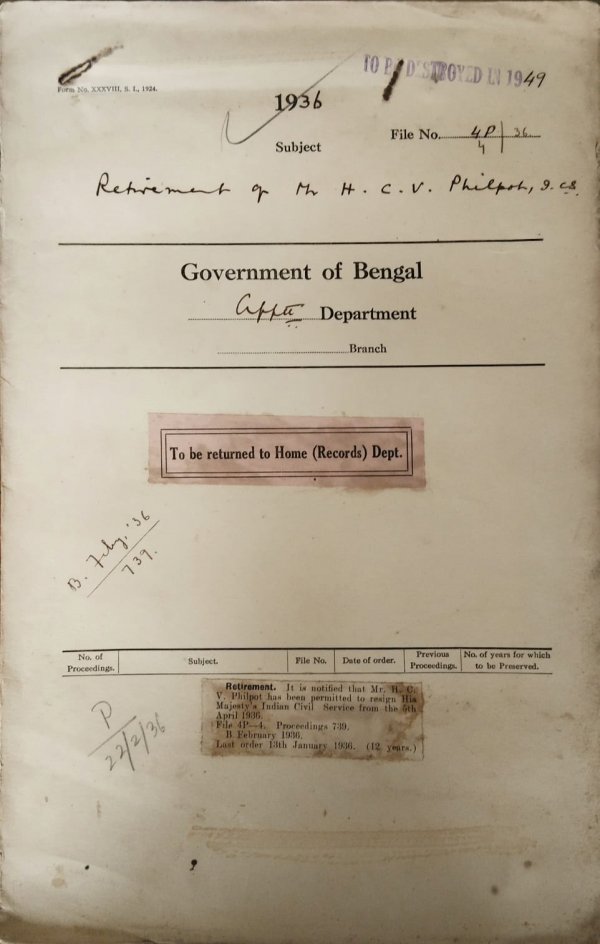 TO BE DESTROYED IN 1949
Form No. XXXVIII, S. I., 1924.
1936
Subject
File No. 4P/4 | 36
Retirement of Mr H. C. V. Philpot, I. C. S.
Government of Bengal
Apptt Department
Branch
To be returned to Home (Records) Dept.
B. Feby. '36
739.
No. of Proceedings. Subject. File No. Date of order. Previous Proceedings. No. of years for which to be Preserved.
Retirement. It is notified that Mr. H. C.
V. Philpot has been permitted to resign His
Majesty's Indian Civil Service from the 5th
April 1936.
File 4P—4. Proceedings 739.
B February 1936.
Last order 13th January 1936. (12 years.)
P
22/2/36